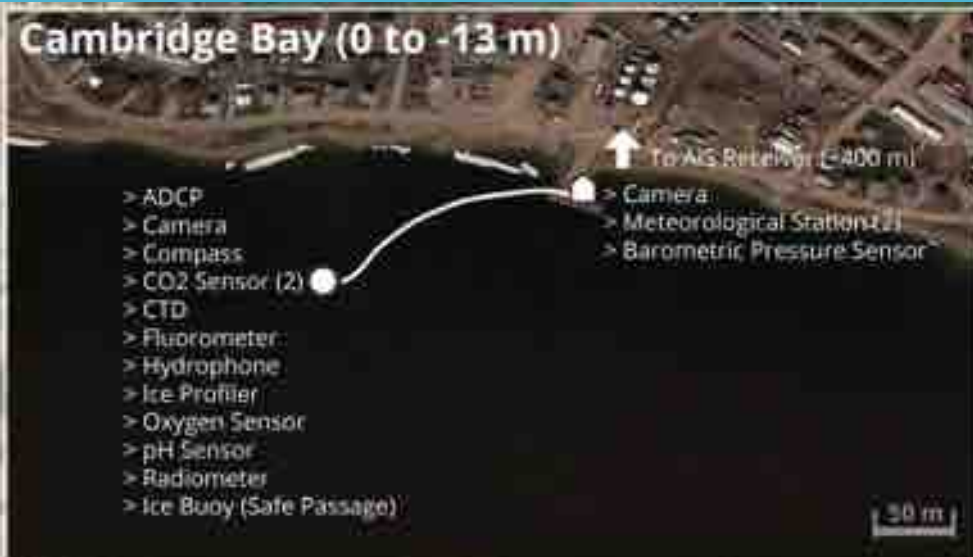 Cambridge Bay (0 to -13 m)
To AIS Receiver (~400 m)
> ADCP
> Camera
> Compass
> CO2 Sensor (2)
> CTD
> Fluorometer
> Hydrophone
> Ice Profiler
> Oxygen Sensor
> pH Sensor
> Radiometer
> Ice Buoy (Safe Passage)
> Camera
> Meteorological Station (2)
> Barometric Pressure Sensor
50 m